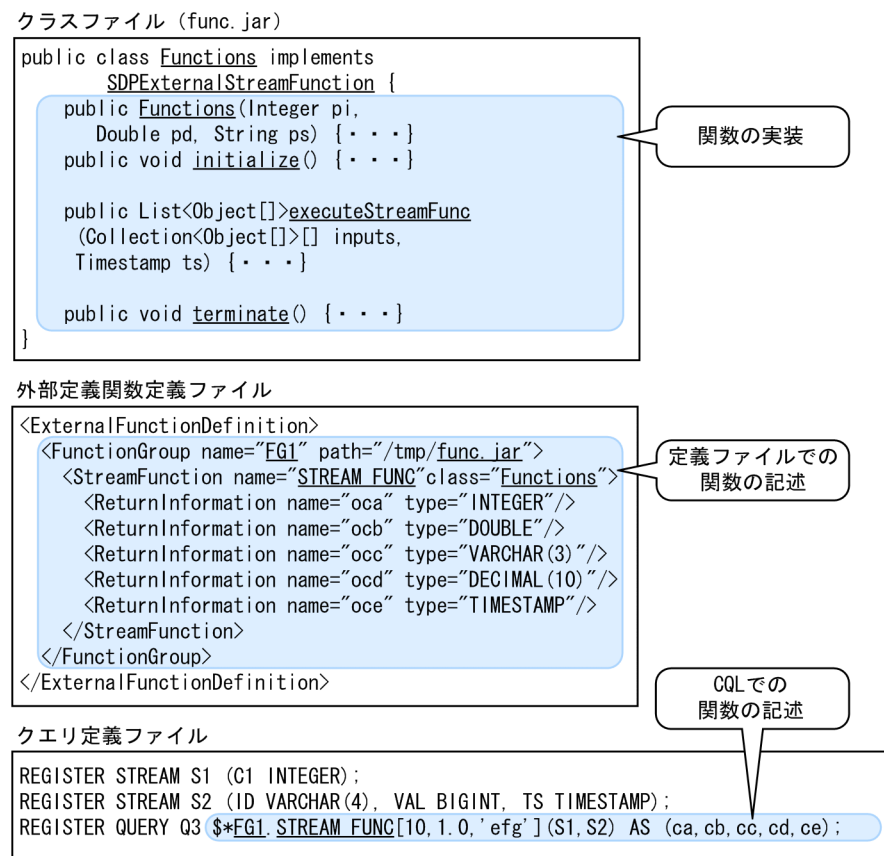 クラスファイル（func.jar）
public class Functions implements
SDPExternalStreamFunction {
public Functions(Integer pi,
Double pd, String ps) {・・・}
public void initialize() {・・・}
関数の実装
public List<Object[]>executeStreamFunc
(Collection<Object[]>[] inputs,
Timestamp ts) {・・・}
public void terminate() {・・・}
}
外部定義関数定義ファイル
<ExternalFunctionDefinition>
<FunctionGroup name="FG1" path="/tmp/func.jar">
<StreamFunction name="STREAM_FUNC"class="Functions">
<ReturnInformation name="oca" type="INTEGER"/>
<ReturnInformation name="ocb" type="DOUBLE"/>
<ReturnInformation name="occ" type="VARCHAR(3)"/>
<ReturnInformation name="ocd" type="DECIMAL(10)"/>
<ReturnInformation name="oce" type="TIMESTAMP"/>
</StreamFunction>
</FunctionGroup>
</ExternalFunctionDefinition>
定義ファイルでの
関数の記述
CQLでの
関数の記述
クエリ定義ファイル
REGISTER STREAM S1 (C1 INTEGER);
REGISTER STREAM S2 (ID VARCHAR(4), VAL BIGINT, TS TIMESTAMP);
REGISTER QUERY Q3 $*FG1.STREAM_FUNC[10,1.0,'efg'](S1,S2) AS (ca,cb,cc,cd,ce);